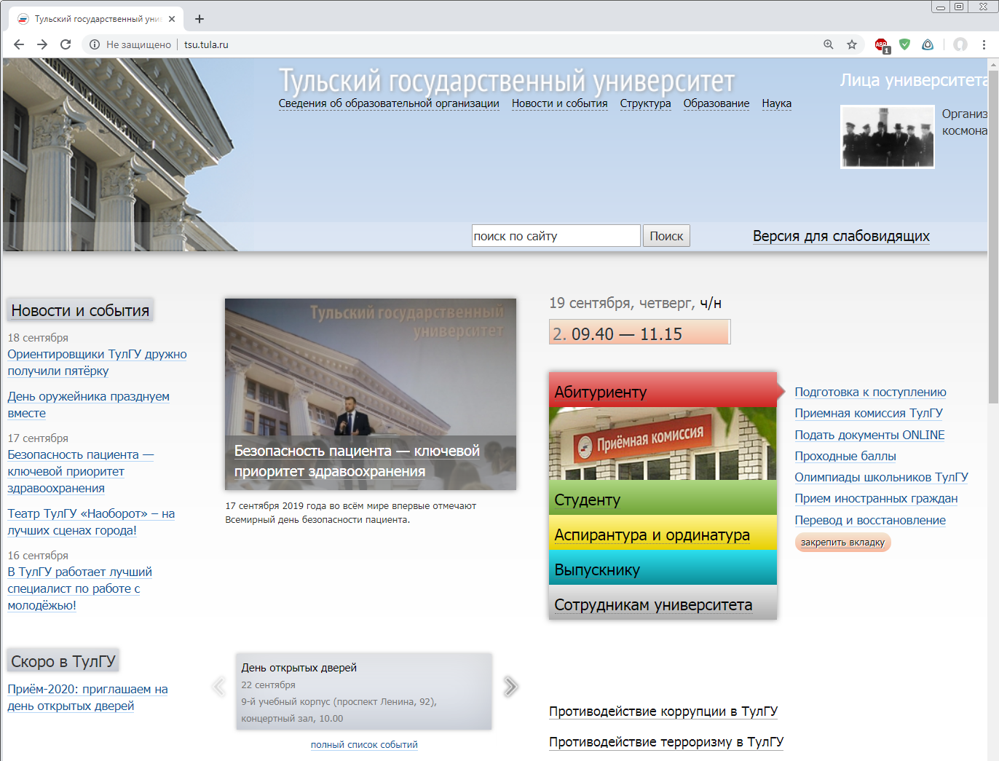 Тульский государственный уни
Не защищено
tsu.tula.ru
ABP
1
Тульский государственный университет
Сведения об образовательной организации
Новости и события
Структура
Образование
Наука
Лица университета
Организ
космона
поиск по сайту
Поиск
Версия для слабовидящих
Новости и события
18 сентября
Ориентировщики ТулГУ дружно
получили пятёрку
День оружейника празднуем
вместе
17 сентября
Безопасность пациента —
ключевой приоритет
здравоохранения
Театр ТулГУ «Наоборот» – на
лучших сценах города!
16 сентября
В ТулГУ работает лучший
специалист по работе с
молодёжью!
Тульский государственный
университет
Безопасность пациента — ключевой
приоритет здравоохранения
17 сентября 2019 года во всём мире впервые отмечают
Всемирный день безопасности пациента.
19 сентября, четверг, ч/н
2. 09.40 — 11.15
Абитуриенту
Приёмная комиссия
Студенту
Аспирантура и ординатура
Выпускнику
Сотрудникам университета
Подготовка к поступлению
Приемная комиссия ТулГУ
Подать документы ONLINE
Проходные баллы
Олимпиады школьников ТулГУ
Прием иностранных граждан
Перевод и восстановление
закрепить вкладку
Скоро в ТулГУ
Приём-2020: приглашаем на
день открытых дверей
День открытых дверей
22 сентября
9-й учебный корпус (проспект Ленина, 92),
концертный зал, 10.00
полный список событий
Противодействие коррупции в ТулГУ
Противодействие терроризму в ТулГУ